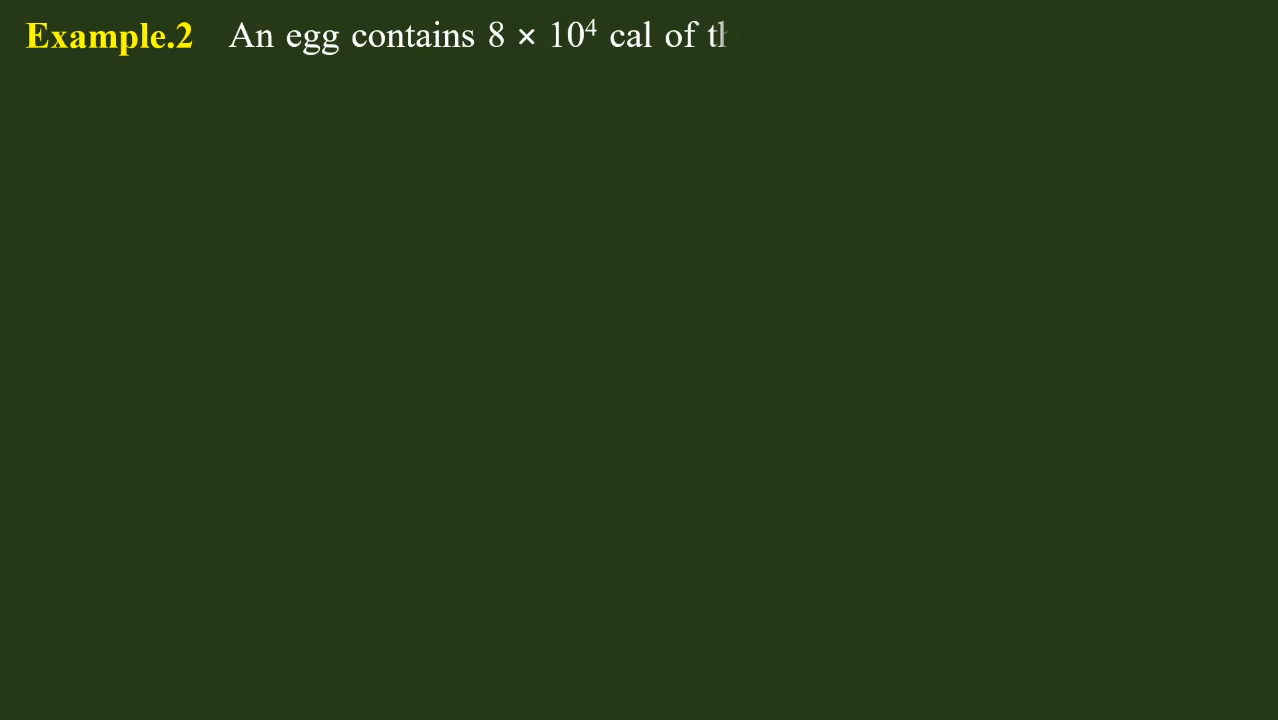 Example.2 An egg contains 8 × 10⁴ cal of